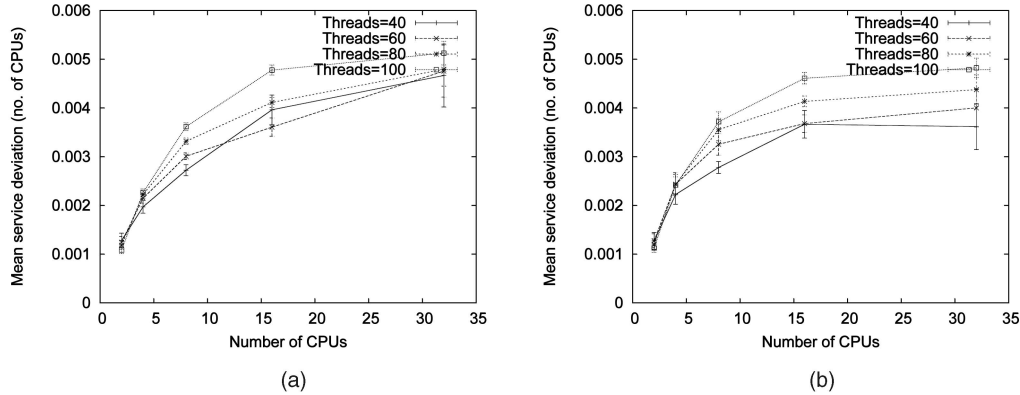 Mean service deviation (no. of CPUs)
0.006
0.005
0.004
0.003
0.002
0.001
0
Threads=40
Threads=60
Threads=80
Threads=100
0 5 10 15 20 25 30 35
Number of CPUs
(a)
Mean service deviation (no. of CPUs)
0.006
0.005
0.004
0.003
0.002
0.001
0
Threads=40
Threads=60
Threads=80
Threads=100
0 5 10 15 20 25 30 35
Number of CPUs
(b)